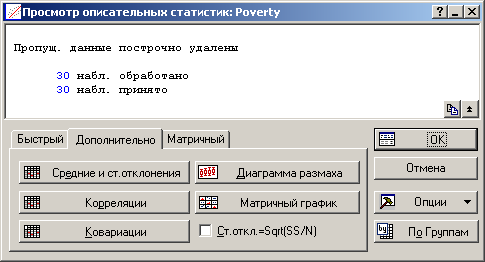 Просмотр описательных статистик: Poverty
Пропущ. данные построчно удалены
30 набл. обработано
30 набл. принято
Быстрый Дополнительно Матричный
OK
Средние и ст.отклонения Диаграмма размаха
Отмена
Корреляции Матричный график
Опции
Ковариации Ст.откл.=Sqrt(SS/N)
По Группам